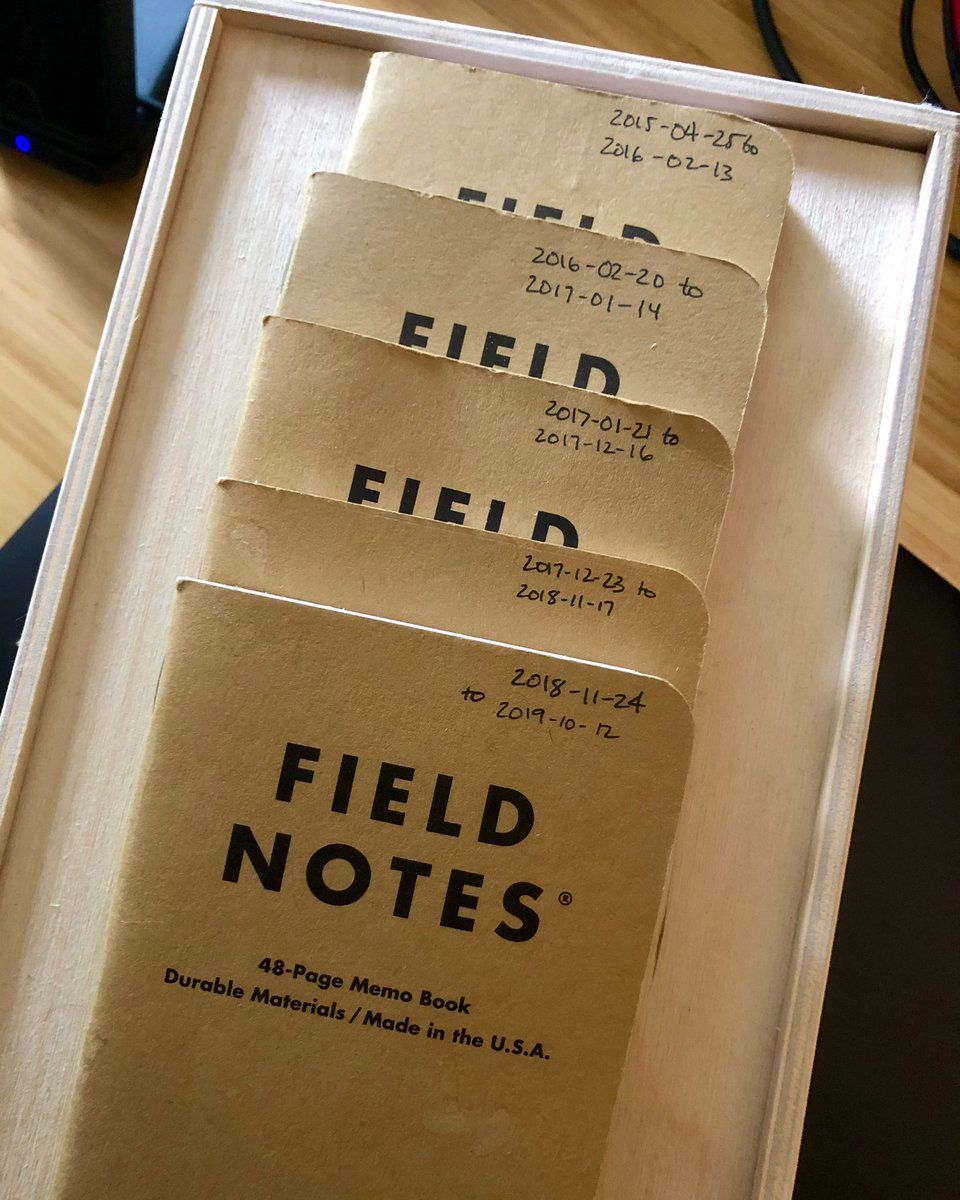 2015-04-25 to
2016-02-13
FIELD
2016-02-20 to
2017-01-14
FIELD
2017-01-21 to
2017-12-16
FIELD
2017-12-23 to
2018-11-17
2018-11-24
to 2019-10-12
FIELD
NOTES®
48-Page Memo Book
Durable Materials / Made in the U.S.A.